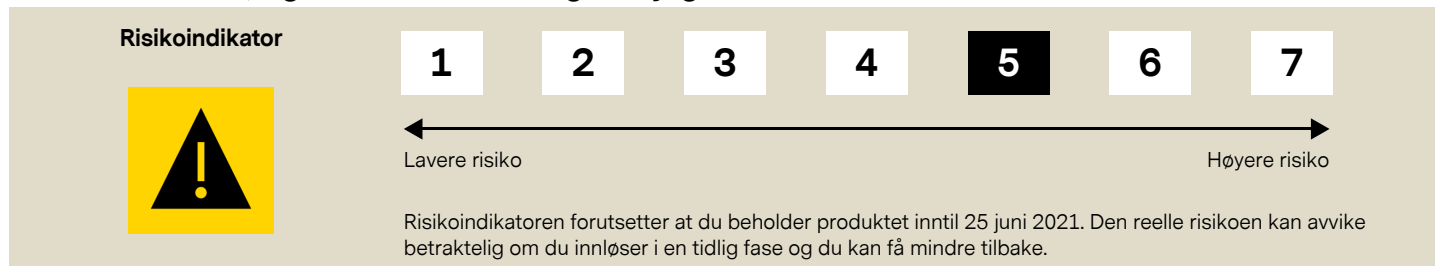 Risikoindikator
1 2 3 4 5 6 7
Lavere risiko Høyere risiko
Risikoindikatoren forutsetter at du beholder produktet inntil 25 juni 2021. Den reelle risikoen kan avvike
betraktelig om du innløser i en tidlig fase og du kan få mindre tilbake.